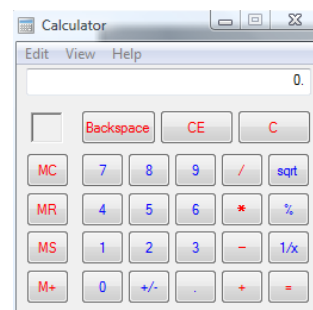 Calculator
Edit View Help
0.
Backspace CE C
MC 7 8 9 / sqrt
MR 4 5 6 * %
MS 1 2 3 - 1/x
M+ 0 +/- . + =